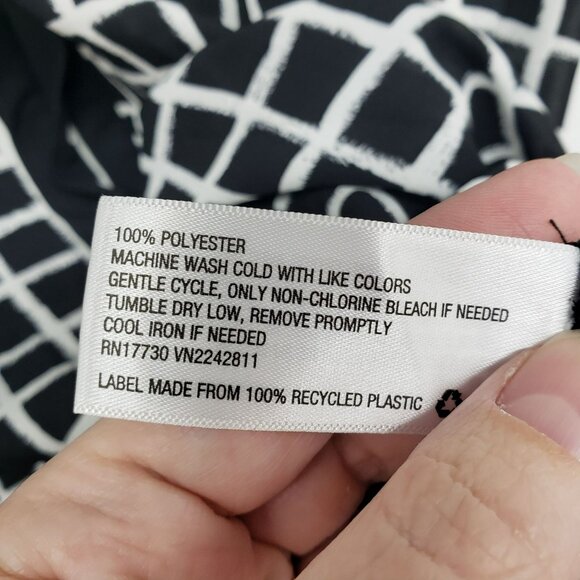 100% POLYESTER
MACHINE WASH COLD WITH LIKE COLORS
GENTLE CYCLE, ONLY NON-CHLORINE BLEACH IF NEEDED
TUMBLE DRY LOW, REMOVE PROMPTLY
COOL IRON IF NEEDED
RN17730 VN2242811
LABEL MADE FROM 100% RECYCLED PLASTIC